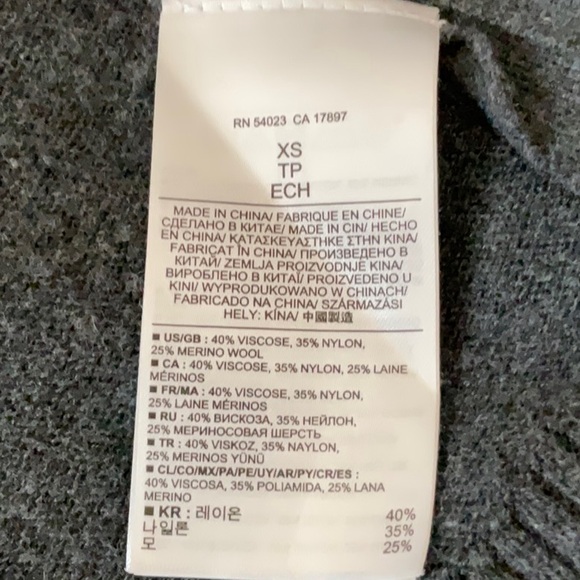 RN 54023 CA 17897
XS
TP
ECH
MADE IN CHINA/ FABRIQUE EN CHINE/
СДЕЛАНО В КИТАЕ/ MADE IN CIN/ HECHO
EN CHINA/ ΚΑΤΑΣΚΕΥΑΣΤΗΚΕ ΣΤΗΝ ΚΙΝΑ/
FABRICAT ÎN CHINA/ ПРОИЗВЕДЕНО В
КИТАЙ/ ZEMLJA PROIZVODNJE KINA/
ВИРОБЛЕНО В КИТАЇ/ PROIZVEDENO U
KINI/ WYPRODUKOWANO W CHINACH/
FABRICADO NA CHINA/ SZÁRMAZÁSI
HELY: KÍNA/ 中國製造
■ US/GB : 40% VISCOSE, 35% NYLON,
25% MERINO WOOL
■ CA : 40% VISCOSE, 35% NYLON, 25% LAINE
MÉRINOS
■ FR/MA : 40% VISCOSE, 35% NYLON,
25% LAINE MÉRINOS
■ RU : 40% ВИСКОЗА, 35% НЕЙЛОН,
25% МЕРИНОСОВАЯ ШЕРСТЬ
■ TR : 40% VISKOZ, 35% NAYLON,
25% MERINOS YÜNÜ
■ CL/CO/MX/PA/PE/UY/AR/PY/CR/ES :
40% VISCOSA, 35% POLIAMIDA, 25% LANA
MERINO
■ KR : 레이온 40%
나일론 35%
모 25%